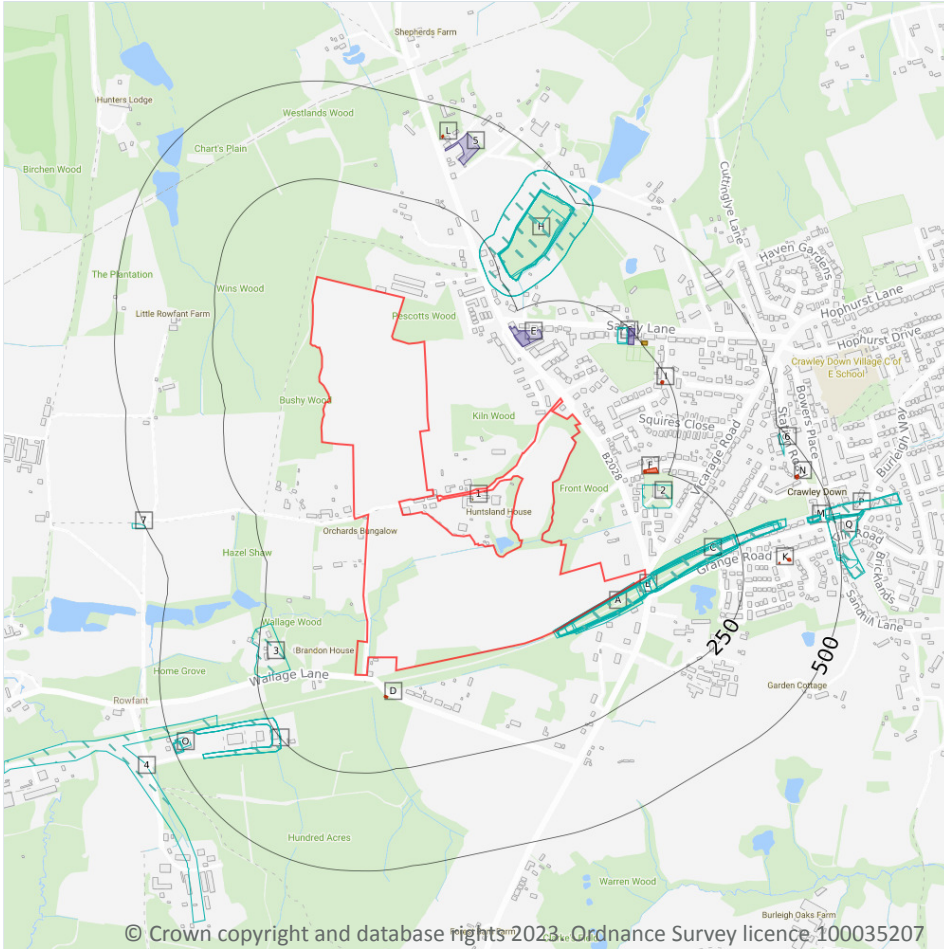 Shepherds Farm
Hunters Lodge
Westlands Wood
L
5
Chart's Plain
Birchen Wood
Cuttinglye Lane
H
Haven Gardens
The Plantation
Wins Wood
Hophurst Lane
Little Rowfant Farm
Pescotts Wood
E
Sandy Lane
Hophurst Drive
Crawley Down Village C of
E School
I
Bushy Wood
Kiln Wood
Squires Close
Bowers Place
Burleigh Way
Vicarage Road
B2028
6
F
N
Front Wood
2
Crawley Down
1
Huntsland House
P
M
7
Orchards Bangalow
Q
Hazel Shaw
C
Grange Road
K
Bricklands
B
A
Sandhill Lane
Wallage Wood
250
500
3
Brandon House
Home Grove
Wallage Lane
Garden Cottage
D
Rowfant
O
4
Hundred Acres
Warren Wood
Burleigh Oaks Farm
© Crown copyright and database rights 2023. Ordnance Survey licence 100035207